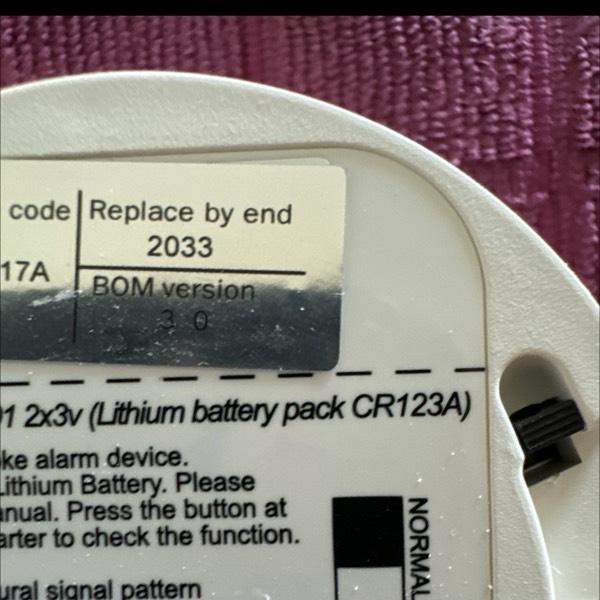 code Replace by end
2033
17A
BOM version
3 0
1 2x3v (Lithium battery pack CR123A)
ke alarm device.
Lithium Battery. Please
anual. Press the button at
arter to check the function.
NORMAL
ural signal pattern